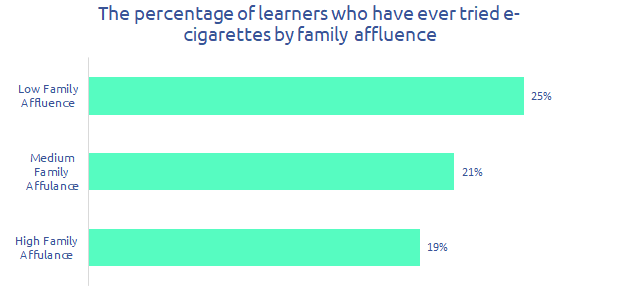 The percentage of learners who have ever tried e-
cigarettes by family affluence
Low Family
Affluence
25%
Medium
Family
Affulance
21%
High Family
Affulance
19%